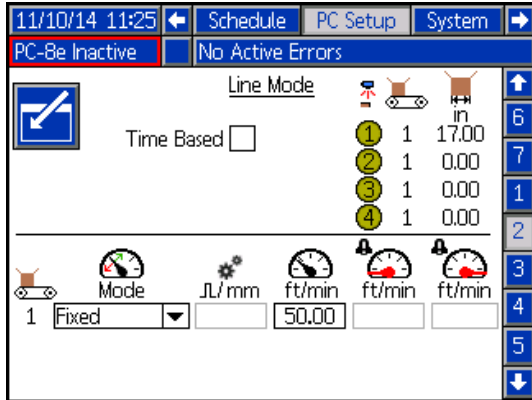 11/10/14 11:25 Schedule PC Setup System
PC-8e Inactive No Active Errors
Line Mode
in
Time Based
1 1 17.00
2 1 0.00
3 1 0.00
4 1 0.00
6
7
1
2
3
4
5
Mode ⎍/mm ft/min ft/min ft/min
1 Fixed 50.00